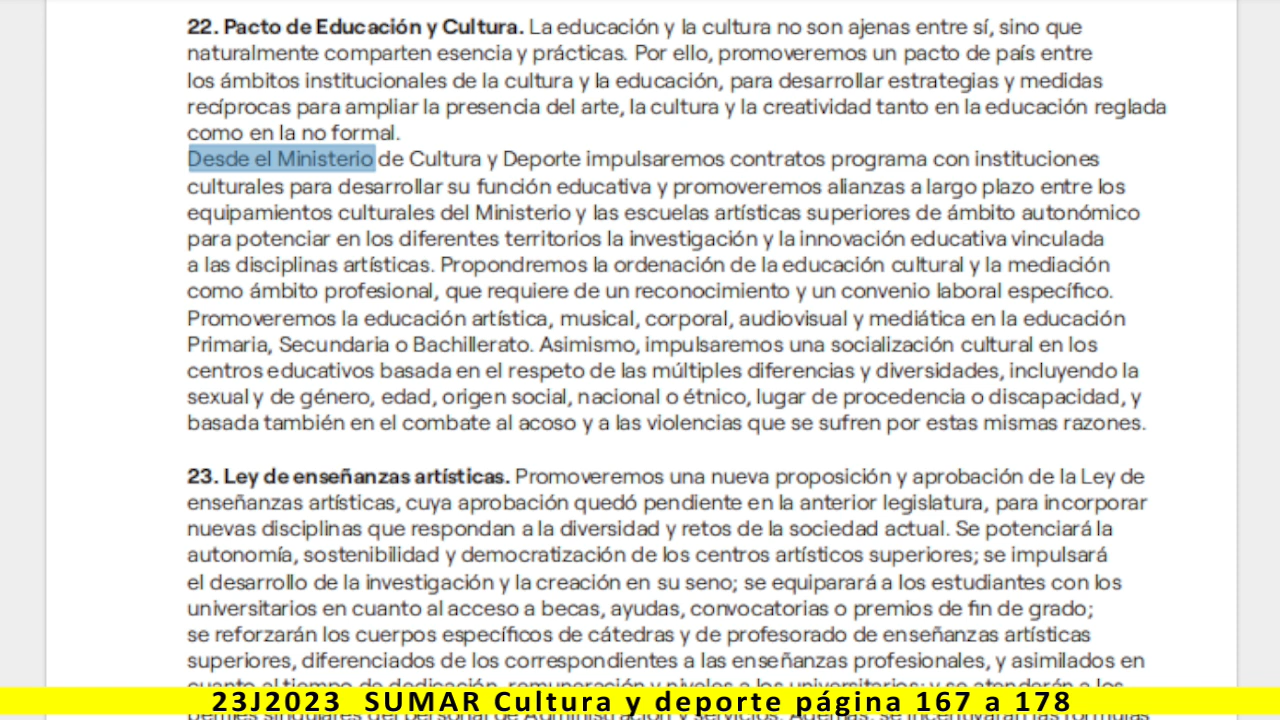 22. Pacto de Educación y Cultura. La educación y la cultura no son ajenas entre sí, sino que
naturalmente comparten esencia y prácticas. Por ello, promoveremos un pacto de país entre
los ámbitos institucionales de la cultura y la educación, para desarrollar estrategias y medidas
recíprocas para ampliar la presencia del arte, la cultura y la creatividad tanto en la educación reglada
como en la no formal.
Desde el Ministerio de Cultura y Deporte impulsaremos contratos programa con instituciones
culturales para desarrollar su función educativa y promoveremos alianzas a largo plazo entre los
equipamientos culturales del Ministerio y las escuelas artísticas superiores de ámbito autonómico
para potenciar en los diferentes territorios la investigación y la innovación educativa vinculada
a las disciplinas artísticas. Propondremos la ordenación de la educación cultural y la mediación
como ámbito profesional, que requiere de un reconocimiento y un convenio laboral específico.
Promoveremos la educación artística, musical, corporal, audiovisual y mediática en la educación
Primaria, Secundaria o Bachillerato. Asimismo, impulsaremos una socialización cultural en los
centros educativos basada en el respeto de las múltiples diferencias y diversidades, incluyendo la
sexual y de género, edad, origen social, nacional o étnico, lugar de procedencia o discapacidad, y
basada también en el combate al acoso y a las violencias que se sufren por estas mismas razones.
23. Ley de enseñanzas artísticas. Promoveremos una nueva proposición y aprobación de la Ley de
enseñanzas artísticas, cuya aprobación quedó pendiente en la anterior legislatura, para incorporar
nuevas disciplinas que respondan a la diversidad y retos de la sociedad actual. Se potenciará la
autonomía, sostenibilidad y democratización de los centros artísticos superiores; se impulsará
el desarrollo de la investigación y la creación en su seno; se equiparará a los estudiantes con los
universitarios en cuanto al acceso a becas, ayudas, convocatorias o premios de fin de grado;
se reforzarán los cuerpos específicos de cátedras y de profesorado de enseñanzas artísticas
superiores, diferenciados de los correspondientes a las enseñanzas profesionales, y asimilados en
23J2023 SUMAR Cultura y deporte página 167 a 178